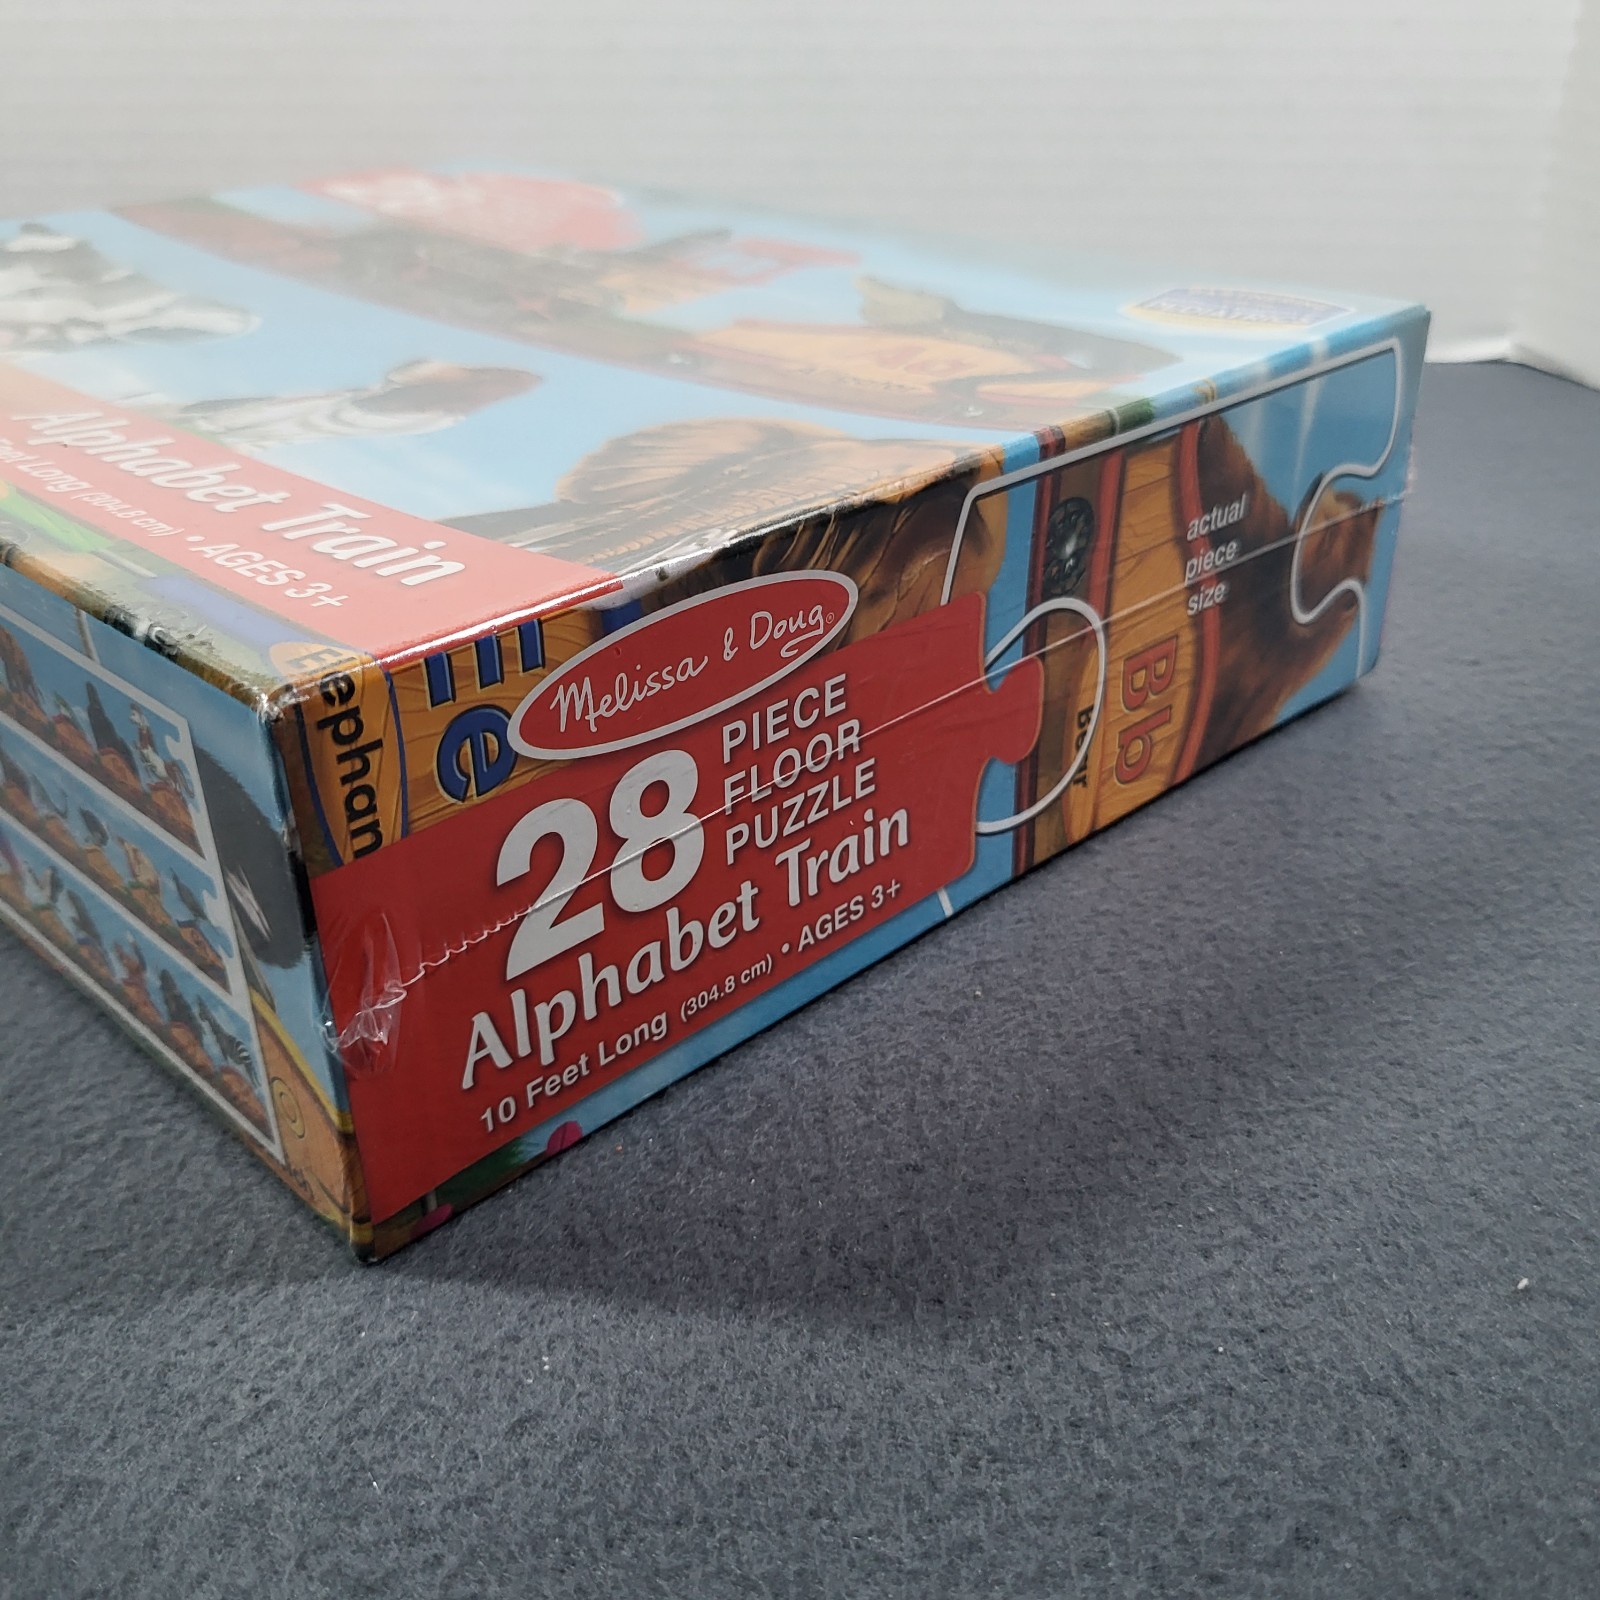 Alphabet Train
Feet Long (304.8 cm) • AGES 3+
Aa
Elephan
Ee
Melissa & Doug®
28
PIECE
FLOOR
PUZZLE
Alphabet Train
10 Feet Long (304.8 cm) • AGES 3+
actual
piece
size
Bb
Bear